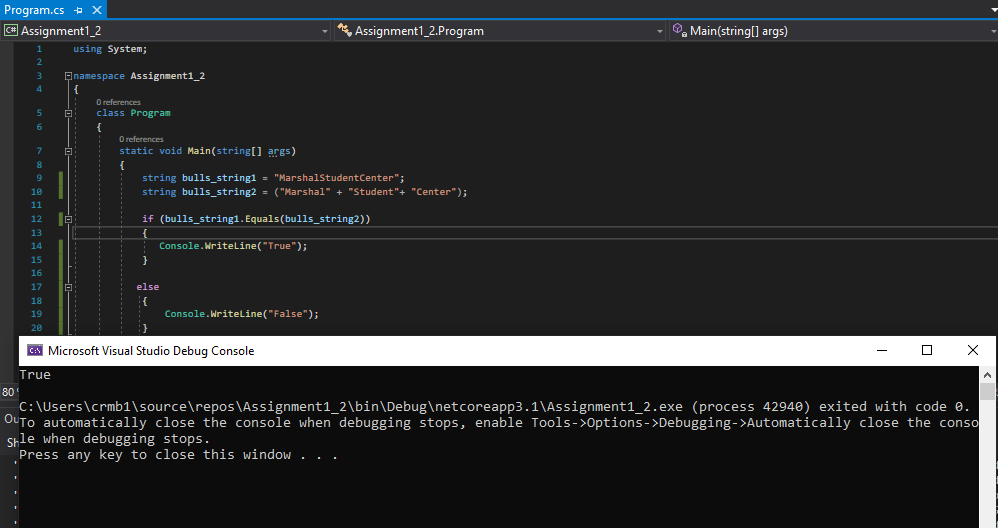 Program.cs
C# Assignment1_2
Assignment1_2.Program
Main(string[] args)
1 using System;
2
3 namespace Assignment1_2
4 {
0 references
5 class Program
6 {
0 references
7 static void Main(string[] args)
8 {
9 string bulls_string1 = "MarshalStudentCenter";
10 string bulls_string2 = ("Marshal" + "Student"+ "Center");
11
12 if (bulls_string1.Equals(bulls_string2))
13 {
14 Console.WriteLine("True");
15 }
16
17 else
18 {
19 Console.WriteLine("False");
20 }
C:\ Microsoft Visual Studio Debug Console
True
80 %
C:\Users\crmb1\source\repos\Assignment1_2\bin\Debug\netcoreapp3.1\Assignment1_2.exe (process 42940) exited with code 0.
To automatically close the console when debugging stops, enable Tools->Options->Debugging->Automatically close the conso
le when debugging stops.
Press any key to close this window . . .